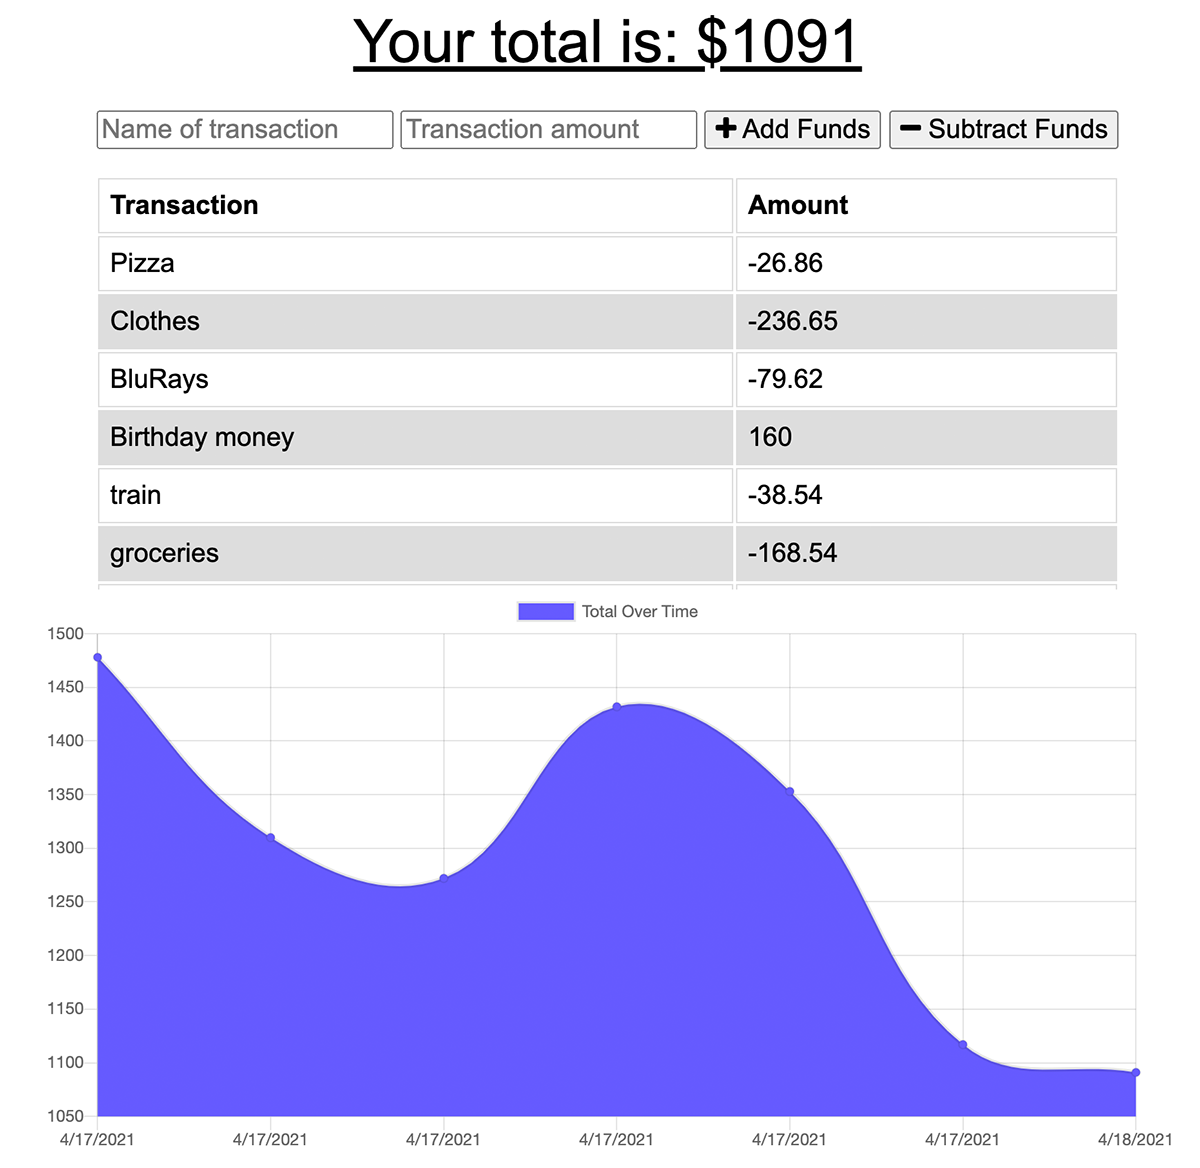 Your total is: $1091
Name of transaction Transaction amount Add Funds Subtract Funds
Transaction Amount
Pizza -26.86
Clothes -236.65
BluRays -79.62
Birthday money 160
train -38.54
groceries -168.54
Total Over Time
1500
1450
1400
1350
1300
1250
1200
1150
1100
1050
4/17/2021 4/17/2021 4/17/2021 4/17/2021 4/17/2021 4/17/2021 4/18/2021